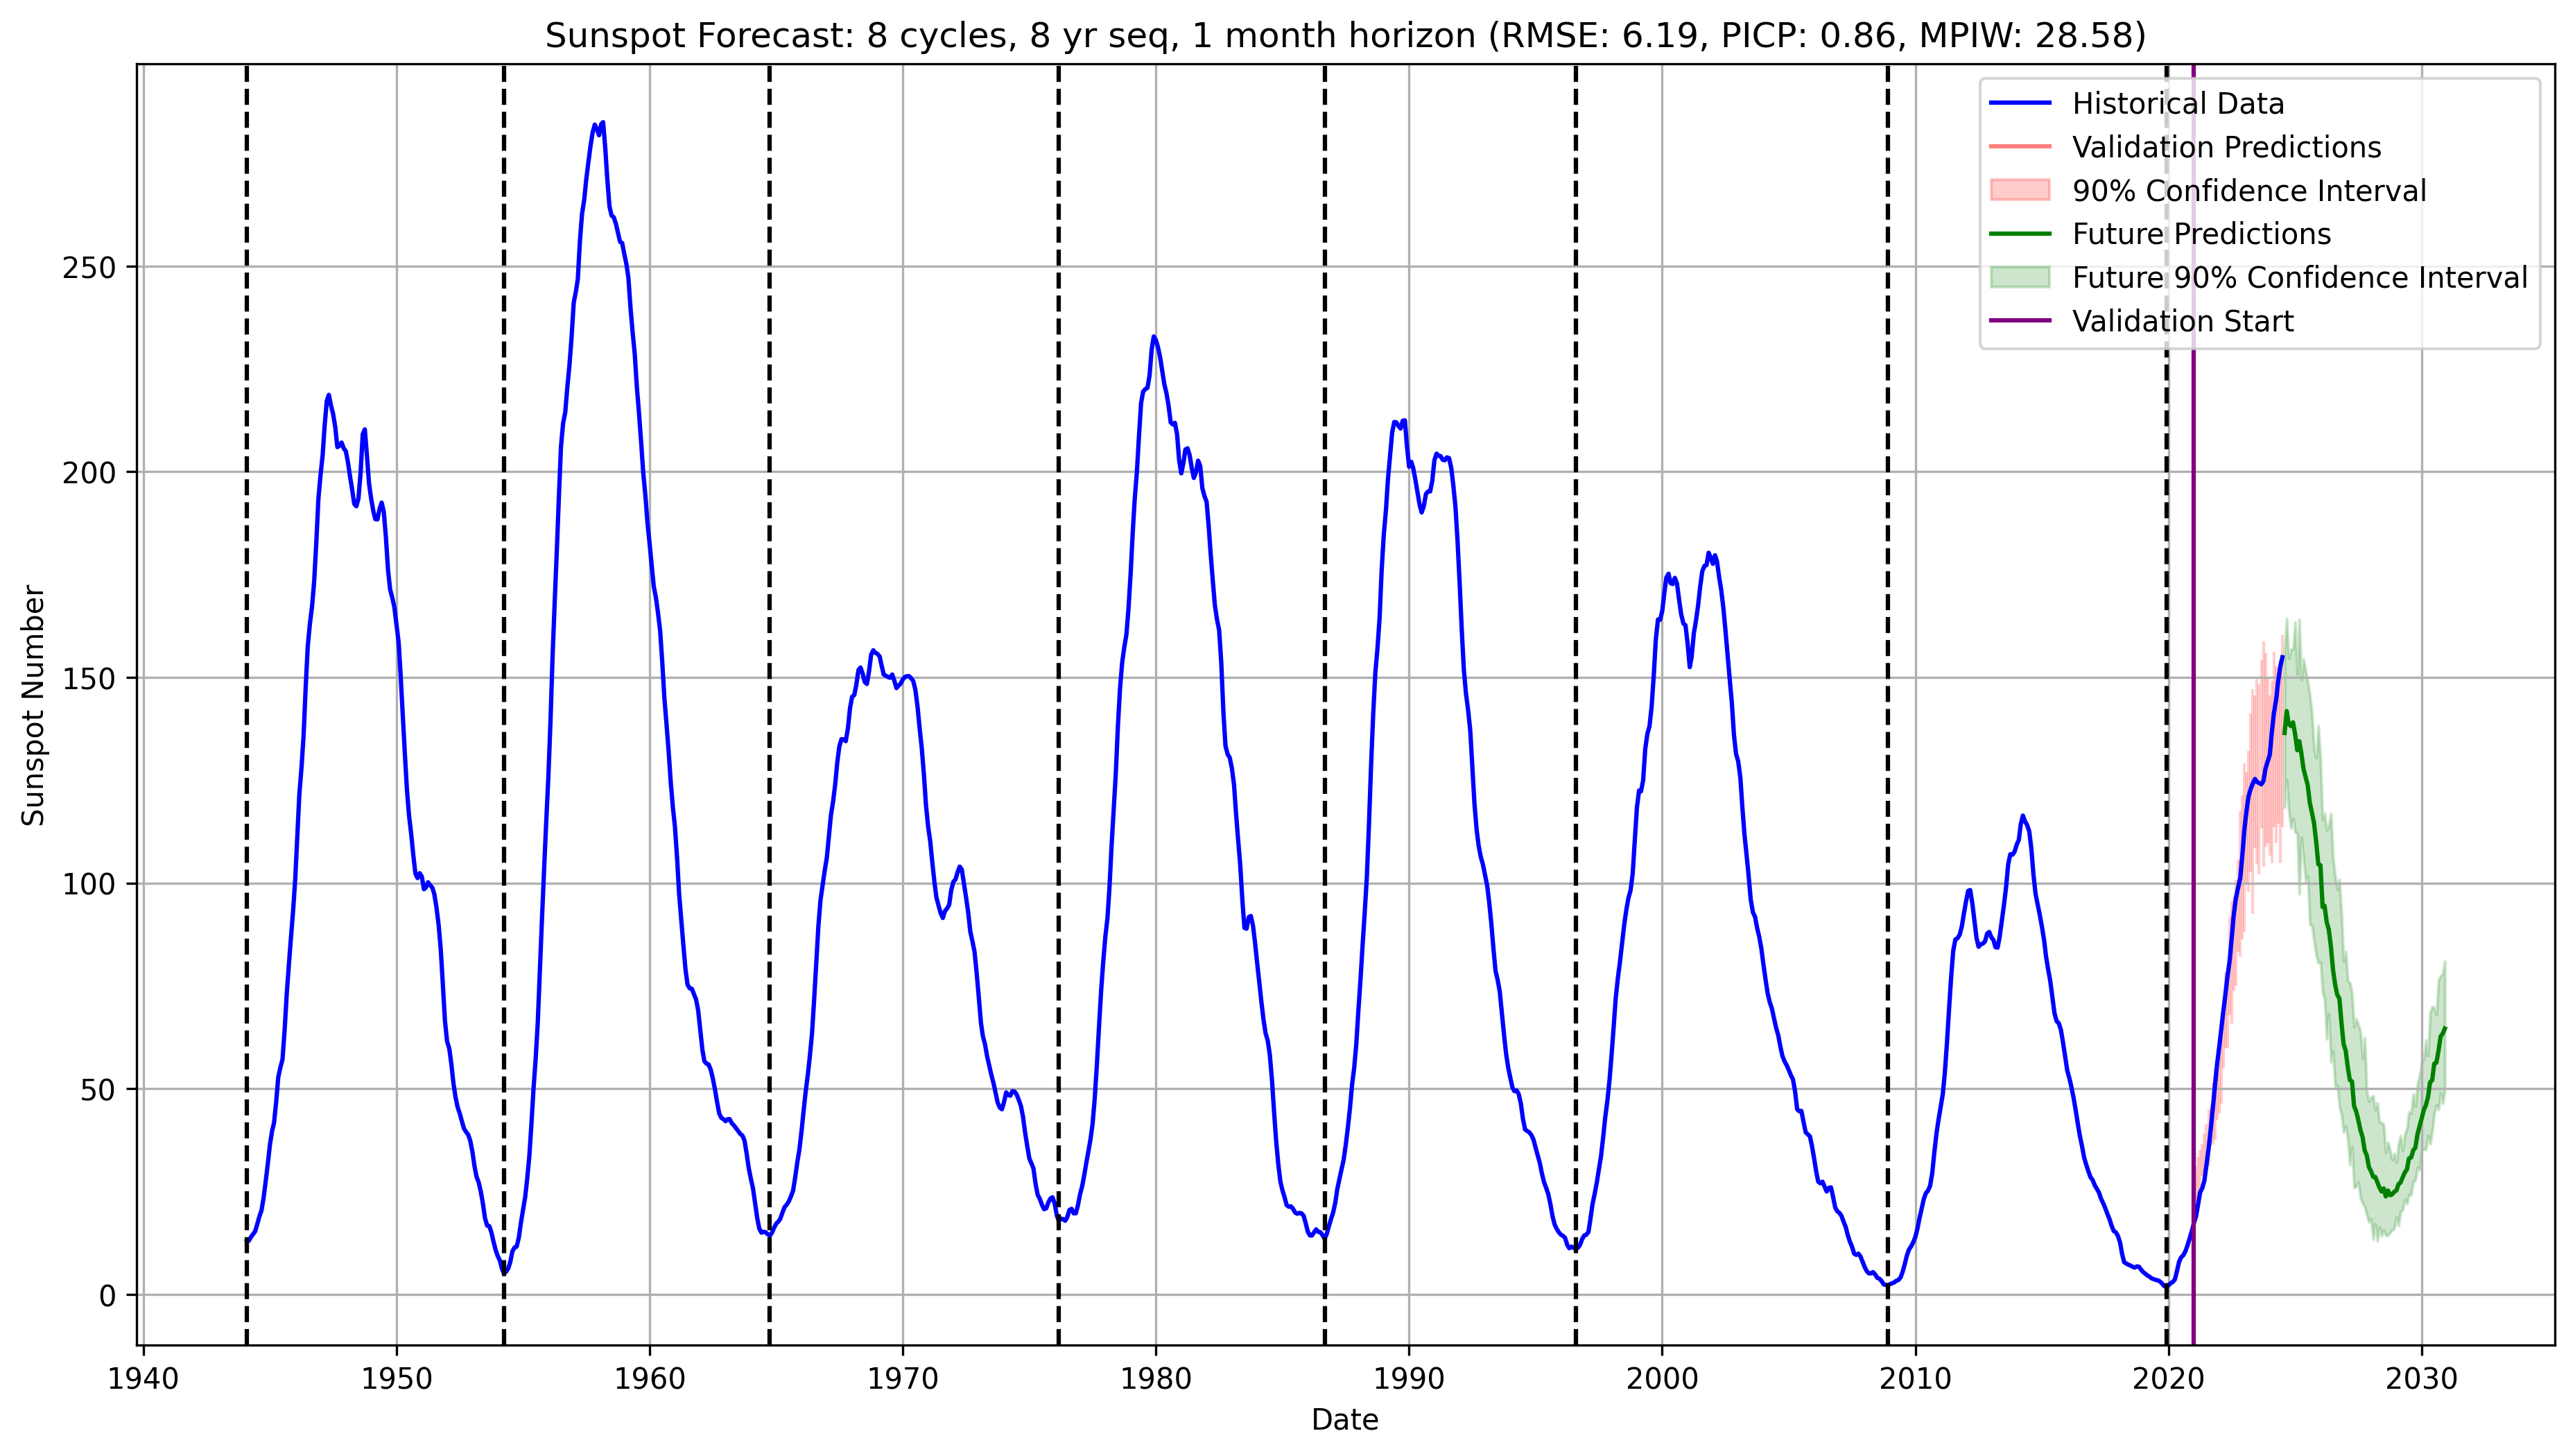 Sunspot Forecast: 8 cycles, 8 yr seq, 1 month horizon (RMSE: 6.19, PICP: 0.86, MPIW: 28.58)
Historical Data
Validation Predictions
90% Confidence Interval
Future Predictions
Future 90% Confidence Interval
Validation Start
Sunspot Number
250
200
150
100
50
0
1940 1950 1960 1970 1980 1990 2000 2010 2020 2030
Date